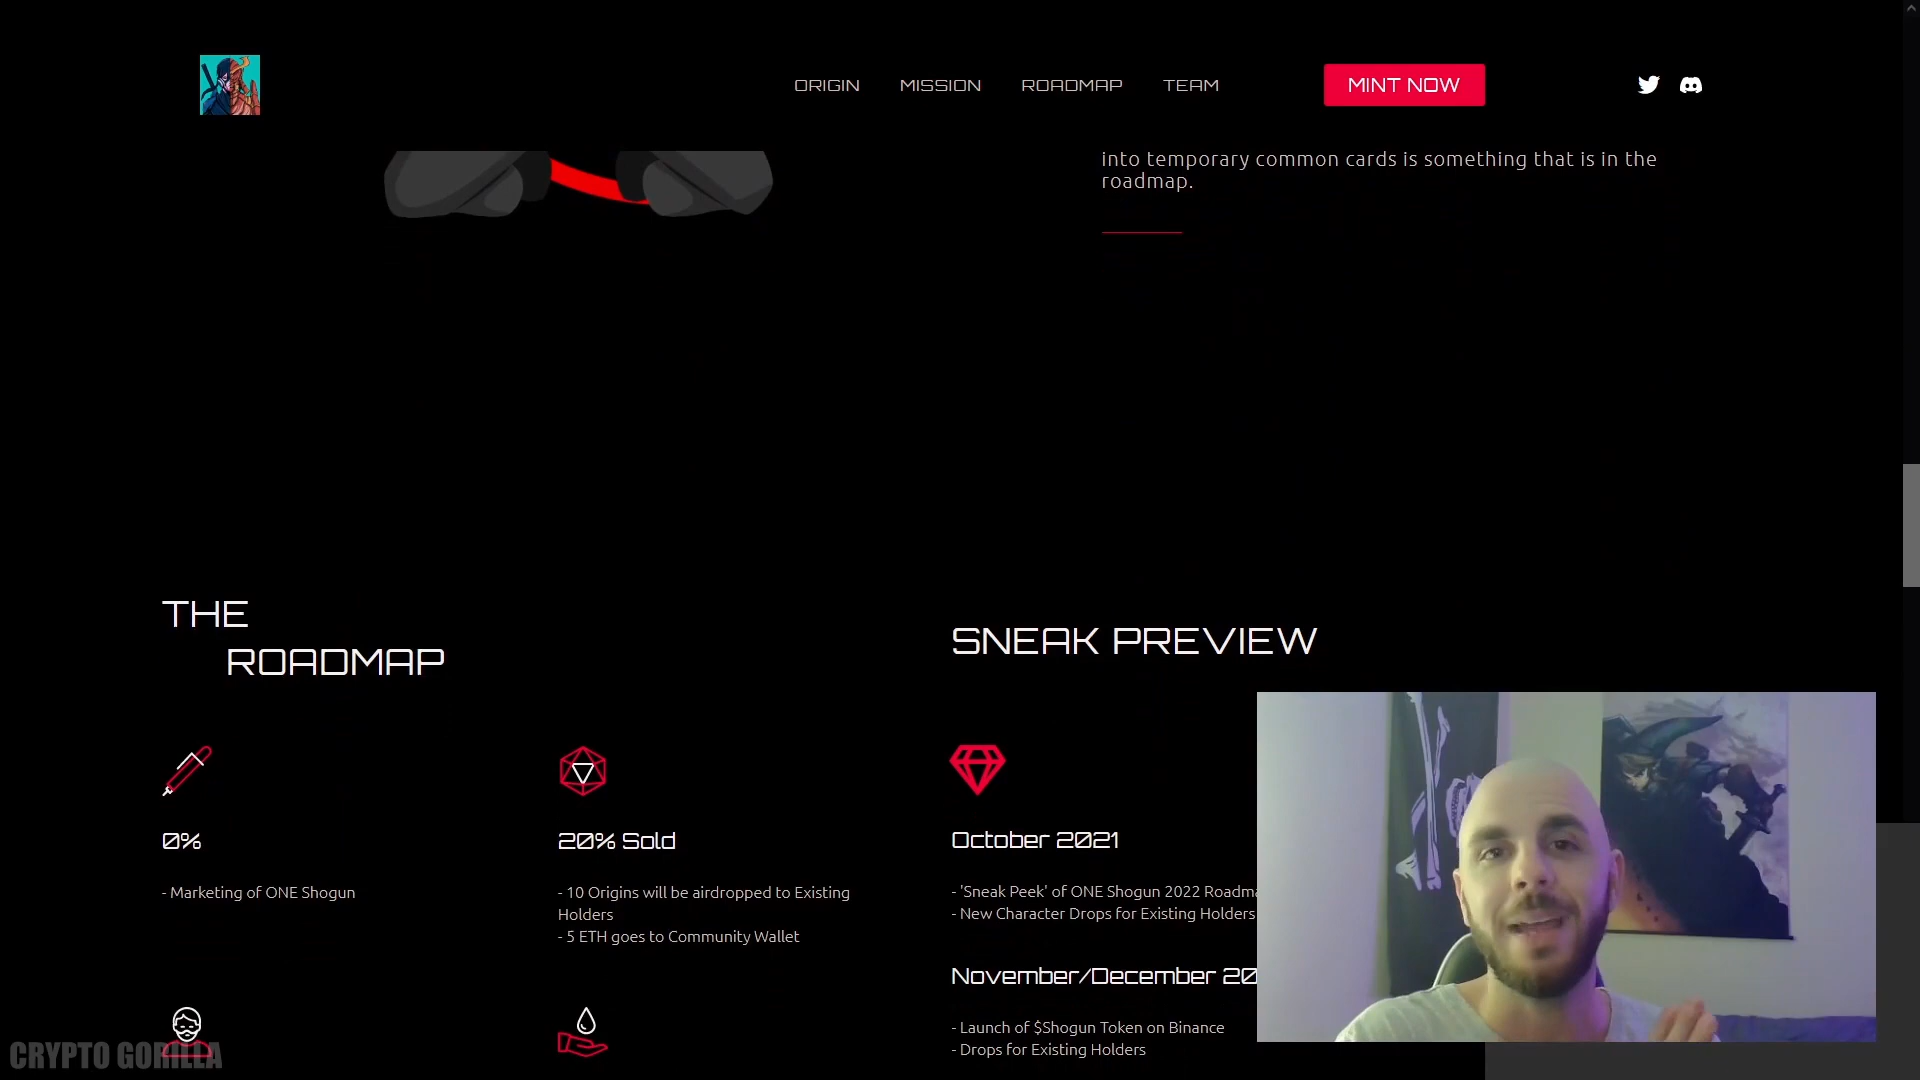 ORIGIN MISSION ROADMAP TEAM MINT NOW
into temporary common cards is something that is in the
roadmap.
THE
ROADMAP
SNEAK PREVIEW
0%
- Marketing of ONE Shogun
20% Sold
- 10 Origins will be airdropped to Existing
Holders
- 5 ETH goes to Community Wallet
October 2021
- 'Sneak Peek' of ONE Shogun 2022
- New Character Drops for Existing Holders
November/December
- Launch of $Shogun Token on Binance
- Drops for Existing Holders
CRYPTO GORILLA